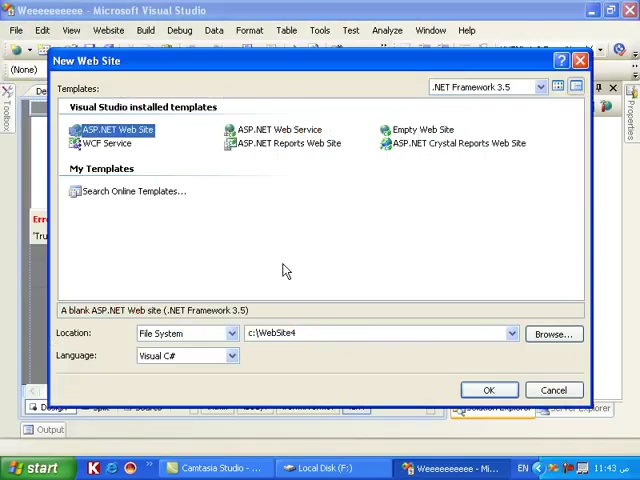 Weeeeeeeeee - Microsoft Visual Studio
File Edit View Website Build Debug Data Format Table Tools Test Analyze Window Help
(None)
New Web Site
Templates:
.NET Framework 3.5
Visual Studio installed templates
ASP.NET Web Site
ASP.NET Web Service
Empty Web Site
WCF Service
ASP.NET Reports Web Site
ASP.NET Crystal Reports Web Site
My Templates
Search Online Templates...
A blank ASP.NET Web site (.NET Framework 3.5)
Location:
File System
c:\WebSite4
Browse...
Language:
Visual C#
OK
Cancel
Toolbox
Properties
Design
Output
start
Camtasia Studio - ...
Local Disk (F:)
Weeeeeeeeee - Mi...
EN
11:43 ص